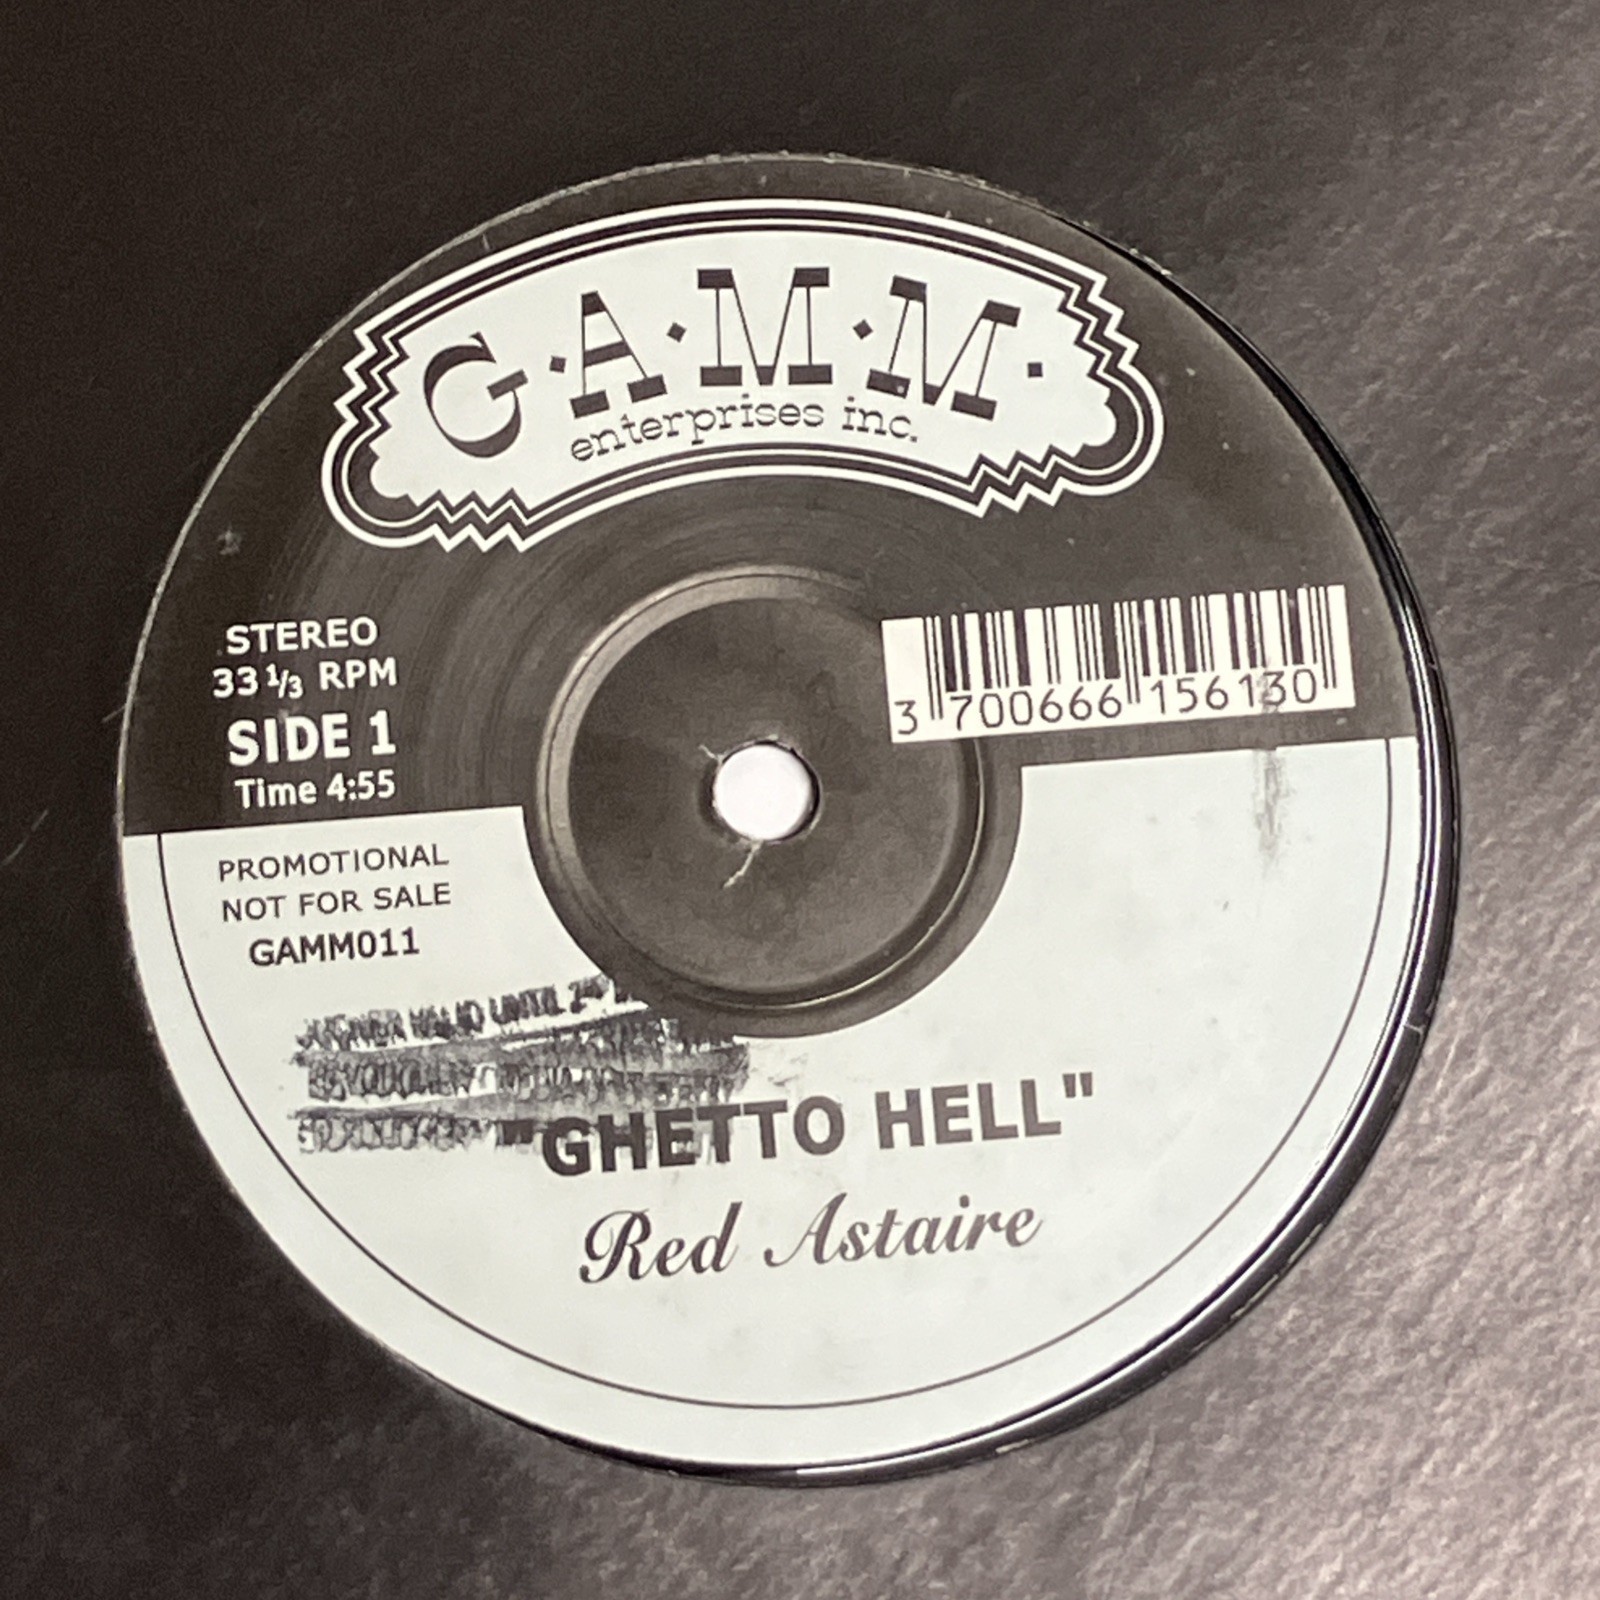 G·A·M·M·
enterprises inc.
STEREO
33 1/3 RPM
SIDE 1
Time 4:55
3 700666 156130
PROMOTIONAL
NOT FOR SALE
GAMM011
"GHETTO HELL"
Red Astaire